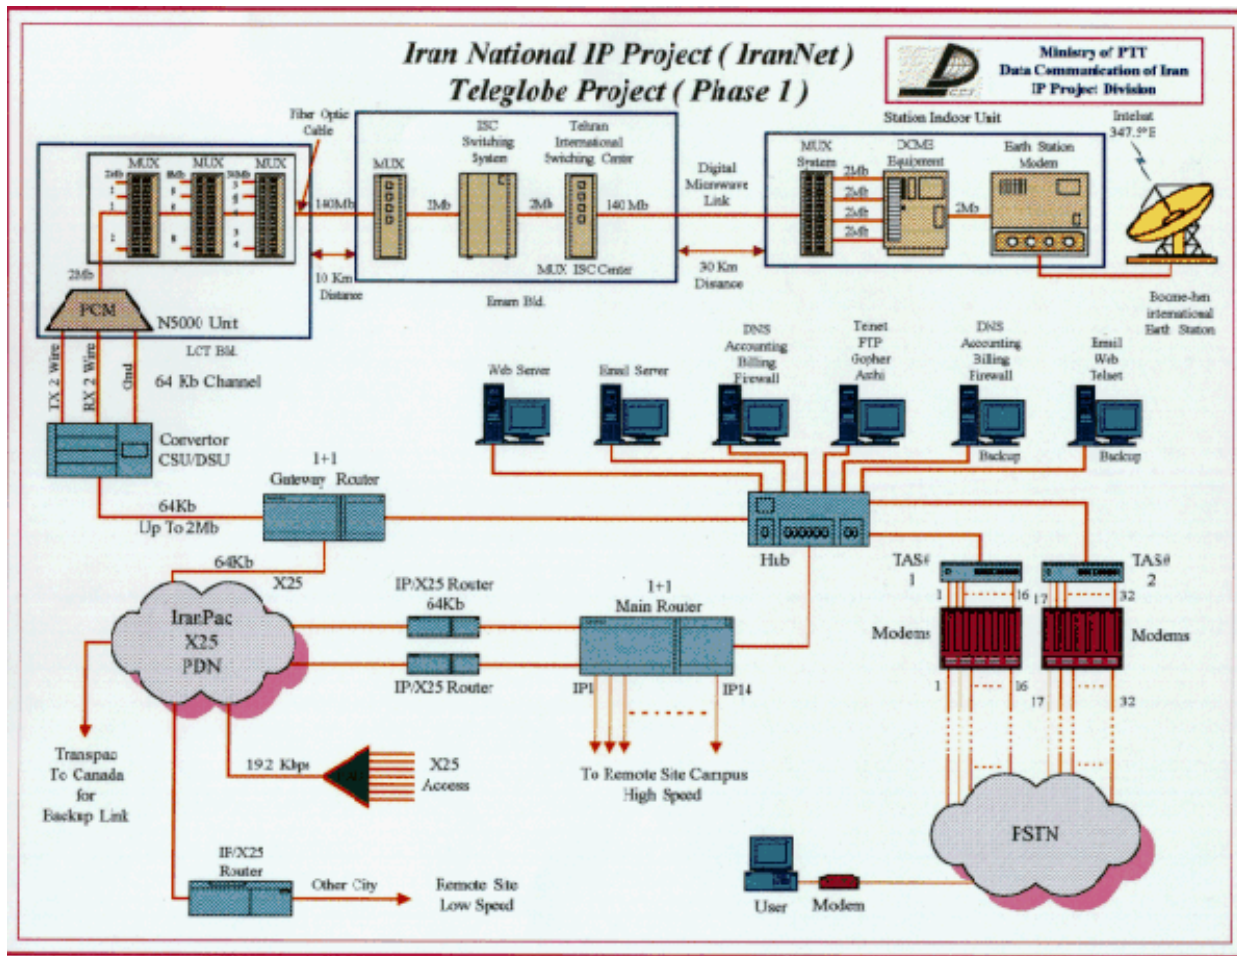 Iran National IP Project ( IranNet )
Teleglobe Project ( Phase 1 )
Ministry of PTT
Data Communication of Iran
IP Project Division
Fiber Optic
Cable
ISC
Switching
System
Tehran
International
Switching Center
Station Indoor Unit
Intelsat
347.5°E
MUX
MUX
MUX
2Mb
8Mb
34Mb
MUX
140Mb
2Mb
2Mb
140 Mb
MUX ISC Center
Digital
Microwave
Link
MUX
System
DCME
Equipment
Earth Station
Modem
2Mb
2Mb
2Mb
2Mb
2Mb
10 Km
Distance
30 Km
Distance
Emam Bld.
Boome-hen
international
Earth Station
2Mb
PCM
N5000 Unit
LCT Bld.
TX 2 Wire
RX 2 Wire
Gnd
64 Kb Channel
Convertor
CSU/DSU
Web Server
Email Server
DNS
Accounting
Billing
Firewall
Tenet
FTP
Gopher
DNS
Accounting
Billing
Firewall
Email
Web
Telnet
Backup
Backup
1+1
Gateway Router
64Kb
Up To 2Mb
Hub
64Kb
X25
IranPac
X25
PDN
IP/X25 Router
64Kb
IP/X25 Router
1+1
Main Router
IP1
IP14
TAS#
1
TAS#
2
1
16
17
32
Modems
Modems
1
16
17
32
Transpac
To Canada
for
Backup Link
19.2 Kbps
X25
Access
To Remote Site Campus
High Speed
PSTN
IP/X25
Router
Other City
Remote Site
Low Speed
User
Modem